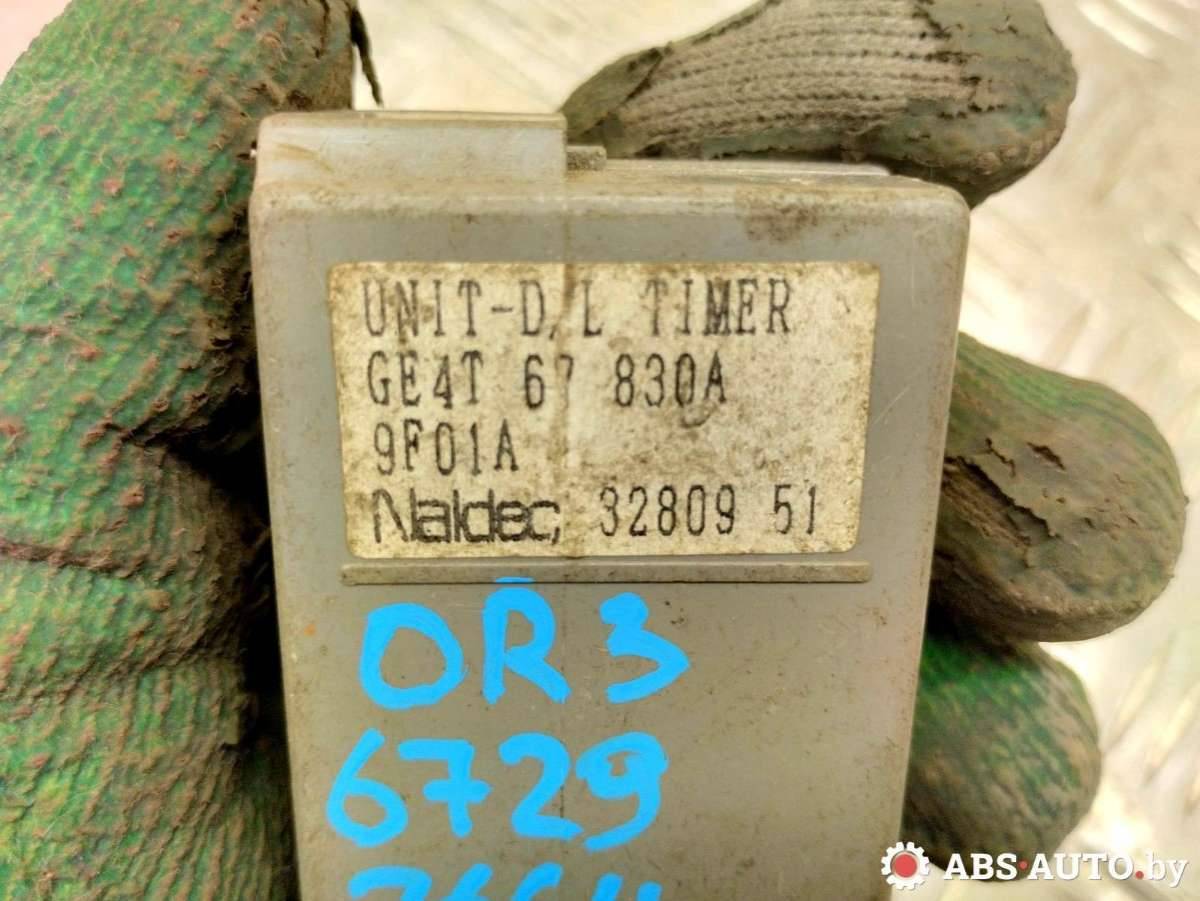 UNIT-D/L TIMER
GE4T 67 830A
9F01A
Naldec 32809 51
OR3
6729
ABS-AUTO.by